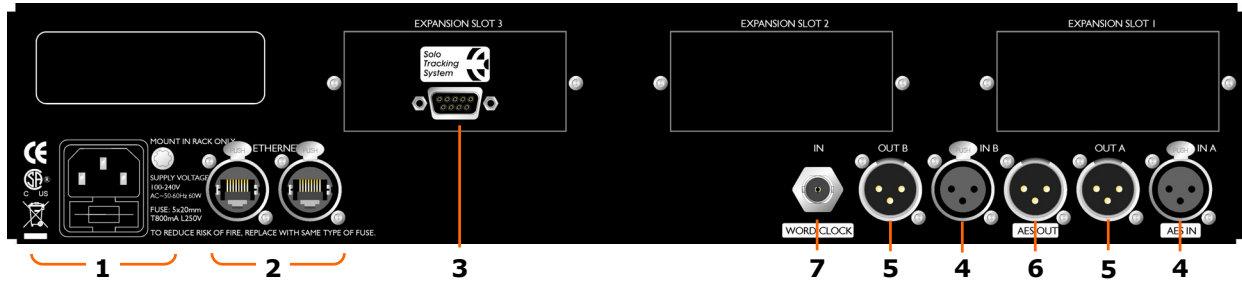 EXPANSION SLOT 3
EXPANSION SLOT 2
EXPANSION SLOT 1
Solo
Tracking
System
PUSH
MOUNT IN RACK ONLY
ETHERNE
PUSH
PUSH
CE
SUPPLY VOLTAGE
100-240V
AC~50-60Hz 60W
FUSE: 5x20mm
T800mA L250V
TO REDUCE RISK OF FIRE, REPLACE WITH SAME TYPE OF FUSE.
C US
IN
OUT B
IN B
OUT A
PUSH
IN A
WORD CLOCK
AES OUT
AES IN
1
2
3
7
5
4
6
5
4